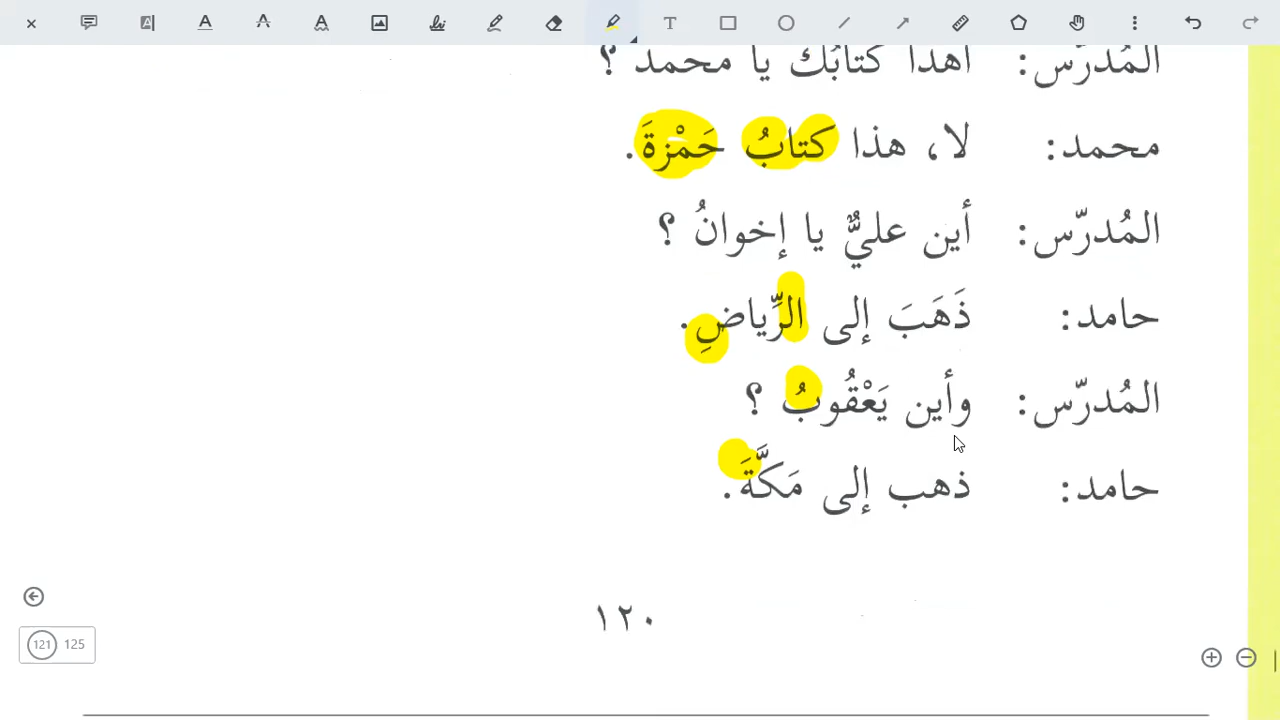 المُدرّس: أهذا كتابُك يا محمد ؟
محمد: لا، هذا كتابُ حَمْزةَ.
المُدرّس: أين عليٌّ يا إخوانُ ؟
حامد: ذَهَبَ إلى الرِّياضِ.
المُدرّس: وأين يَعْقُوبُ ؟
حامد: ذهب إلى مَكَّةَ.
١٢٠
121 125